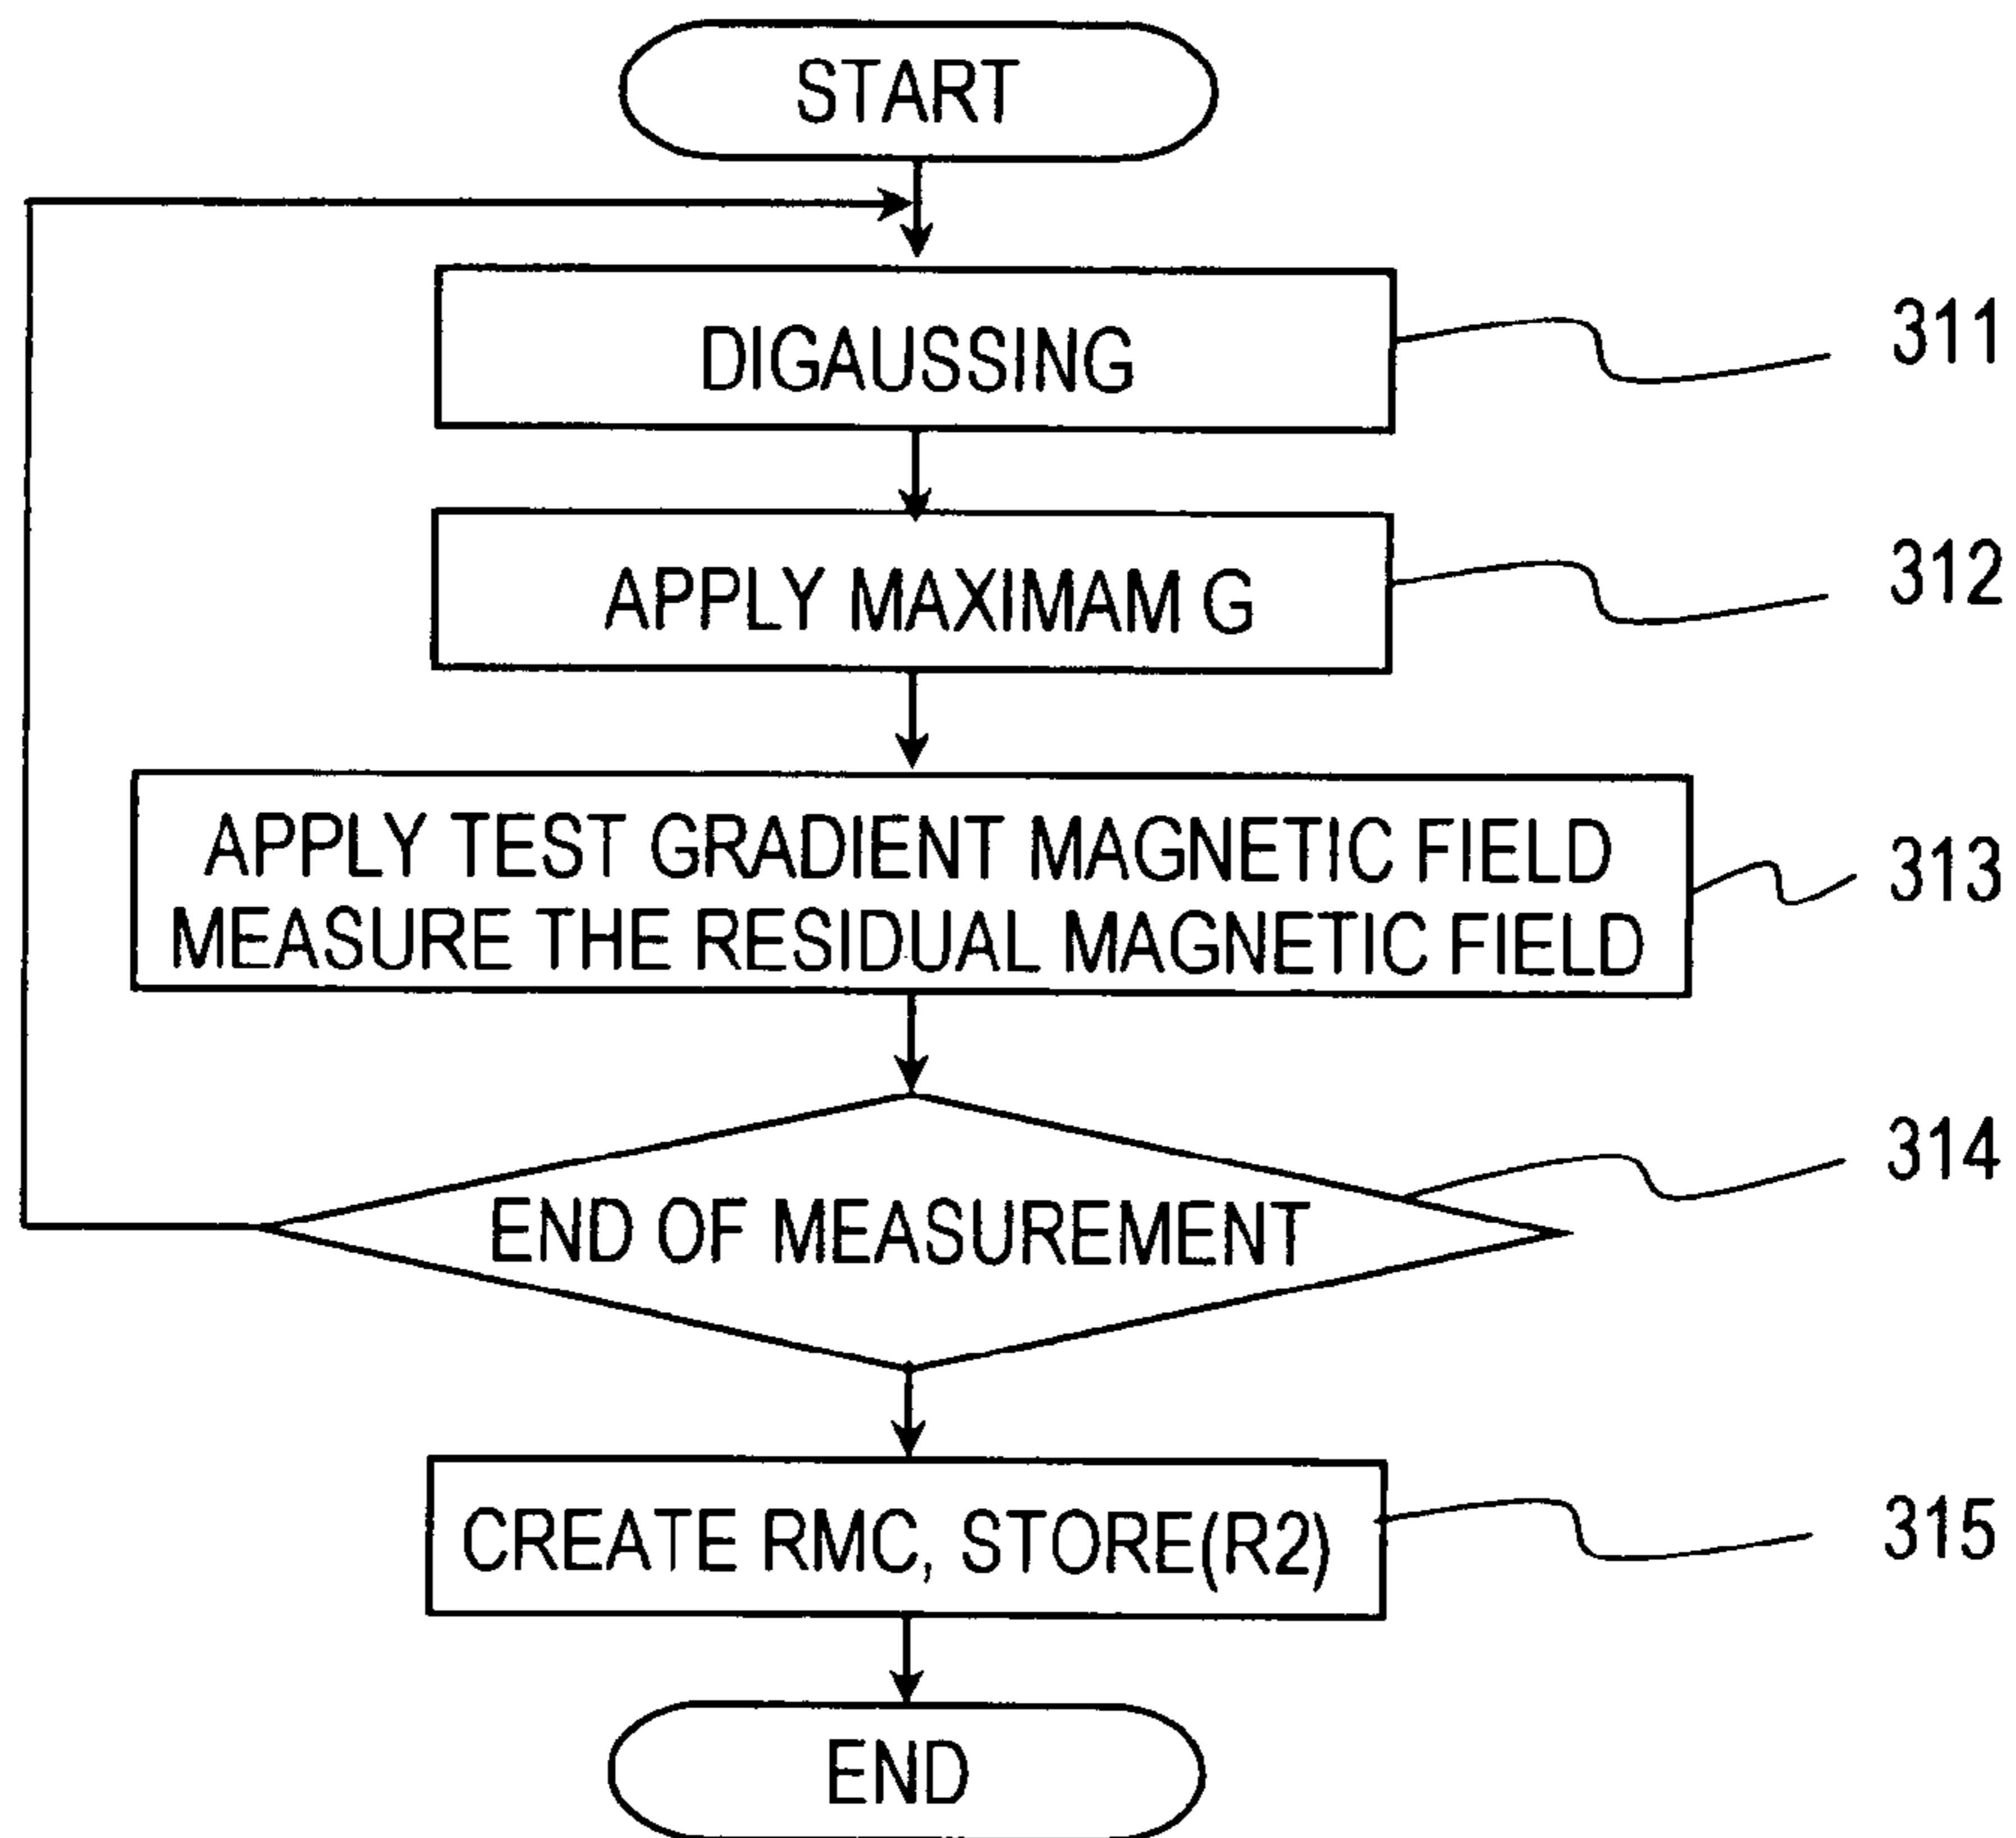 START
DIGAUSSING
311
APPLY MAXIMAM G
312
APPLY TEST GRADIENT MAGNETIC FIELD
MEASURE THE RESIDUAL MAGNETIC FIELD
313
END OF MEASUREMENT
314
CREATE RMC, STORE(R2)
315
END